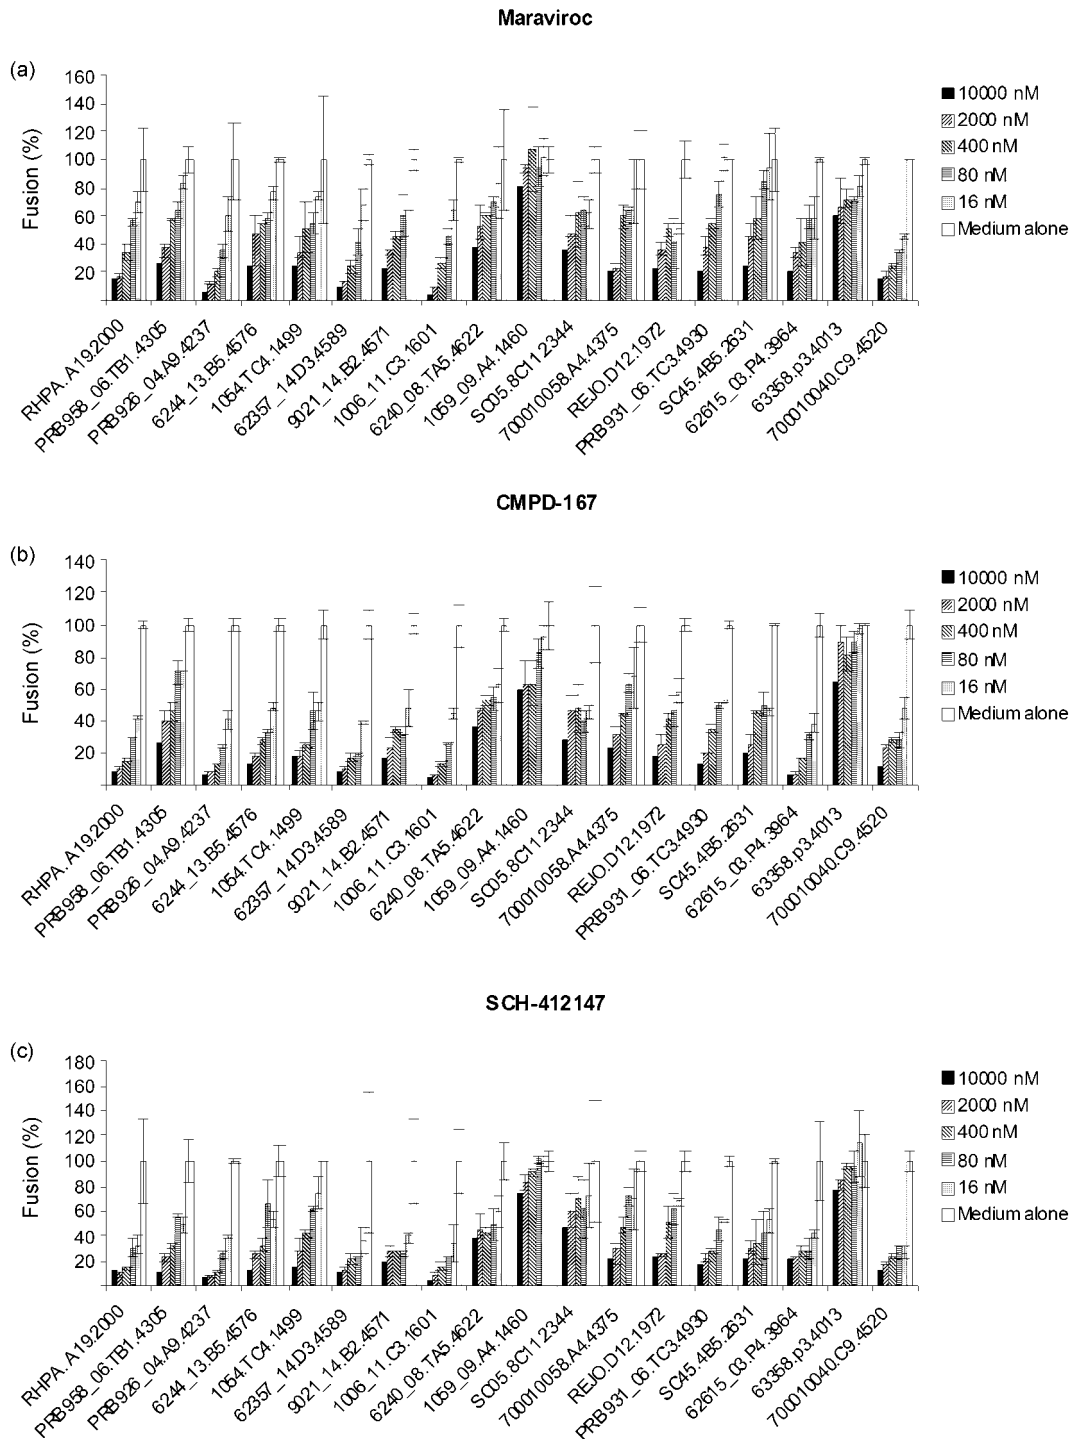 Maraviroc
(a)
Fusion (%)
160
140
120
100
80
60
40
20
10000 nM
2000 nM
400 nM
80 nM
16 nM
Medium alone
RHPA.A19.2000
PRB958_06.TB1.4305
PRB926_04.A9.4237
6244_13.B5.4576
1054.TC4.1499
62357_14.D3.4589
9021_14.B2.4571
1006_11.C3.1601
6240_08.TA5.4622
1059_09.A4.1460
SC05.8C11.2344
700010058.A4.4375
REJO.D12.1972
PRB931_06.TC3.4930
SC45.4B5.2631
62615_03.P4.3964
63358.p3.4013
700010040.C9.4520
CMPD-167
(b)
Fusion (%)
140
120
100
80
60
40
20
10000 nM
2000 nM
400 nM
80 nM
16 nM
Medium alone
RHPA.A19.2000
PRB958_06.TB1.4305
PRB926_04.A9.4237
6244_13.B5.4576
1054.TC4.1499
62357_14.D3.4589
9021_14.B2.4571
1006_11.C3.1601
6240_08.TA5.4622
1059_09.A4.1460
SC05.8C11.2344
700010058.A4.4375
REJO.D12.1972
PRB931_06.TC3.4930
SC45.4B5.2631
62615_03.P4.3964
63358.p3.4013
700010040.C9.4520
SCH-412147
(c)
Fusion (%)
180
160
140
120
100
80
60
40
20
10000 nM
2000 nM
400 nM
80 nM
16 nM
Medium alone
RHPA.A19.2000
PRB958_06.TB1.4305
PRB926_04.A9.4237
6244_13.B5.4576
1054.TC4.1499
62357_14.D3.4589
9021_14.B2.4571
1006_11.C3.1601
6240_08.TA5.4622
1059_09.A4.1460
SC05.8C11.2344
700010058.A4.4375
REJO.D12.1972
PRB931_06.TC3.4930
SC45.4B5.2631
62615_03.P4.3964
63358.p3.4013
700010040.C9.4520